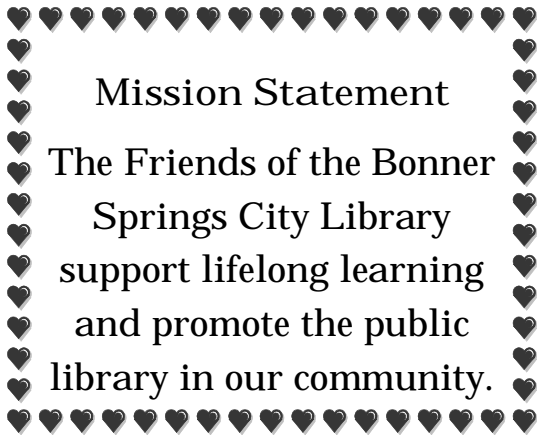 Mission Statement
The Friends of the Bonner
Springs City Library
support lifelong learning
and promote the public
library in our community.